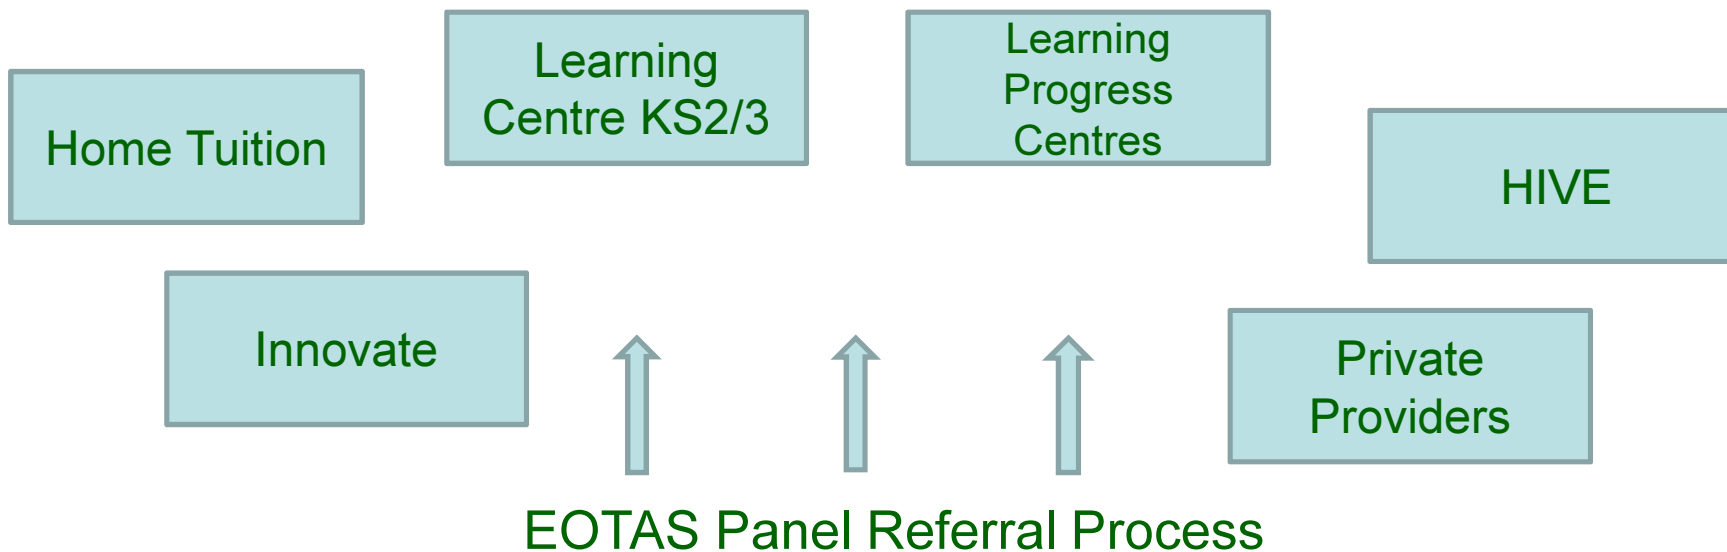 Home Tuition
Learning
Centre KS2/3
Learning
Progress
Centres
HIVE
Innovate
Private
Providers
EOTAS Panel Referral Process